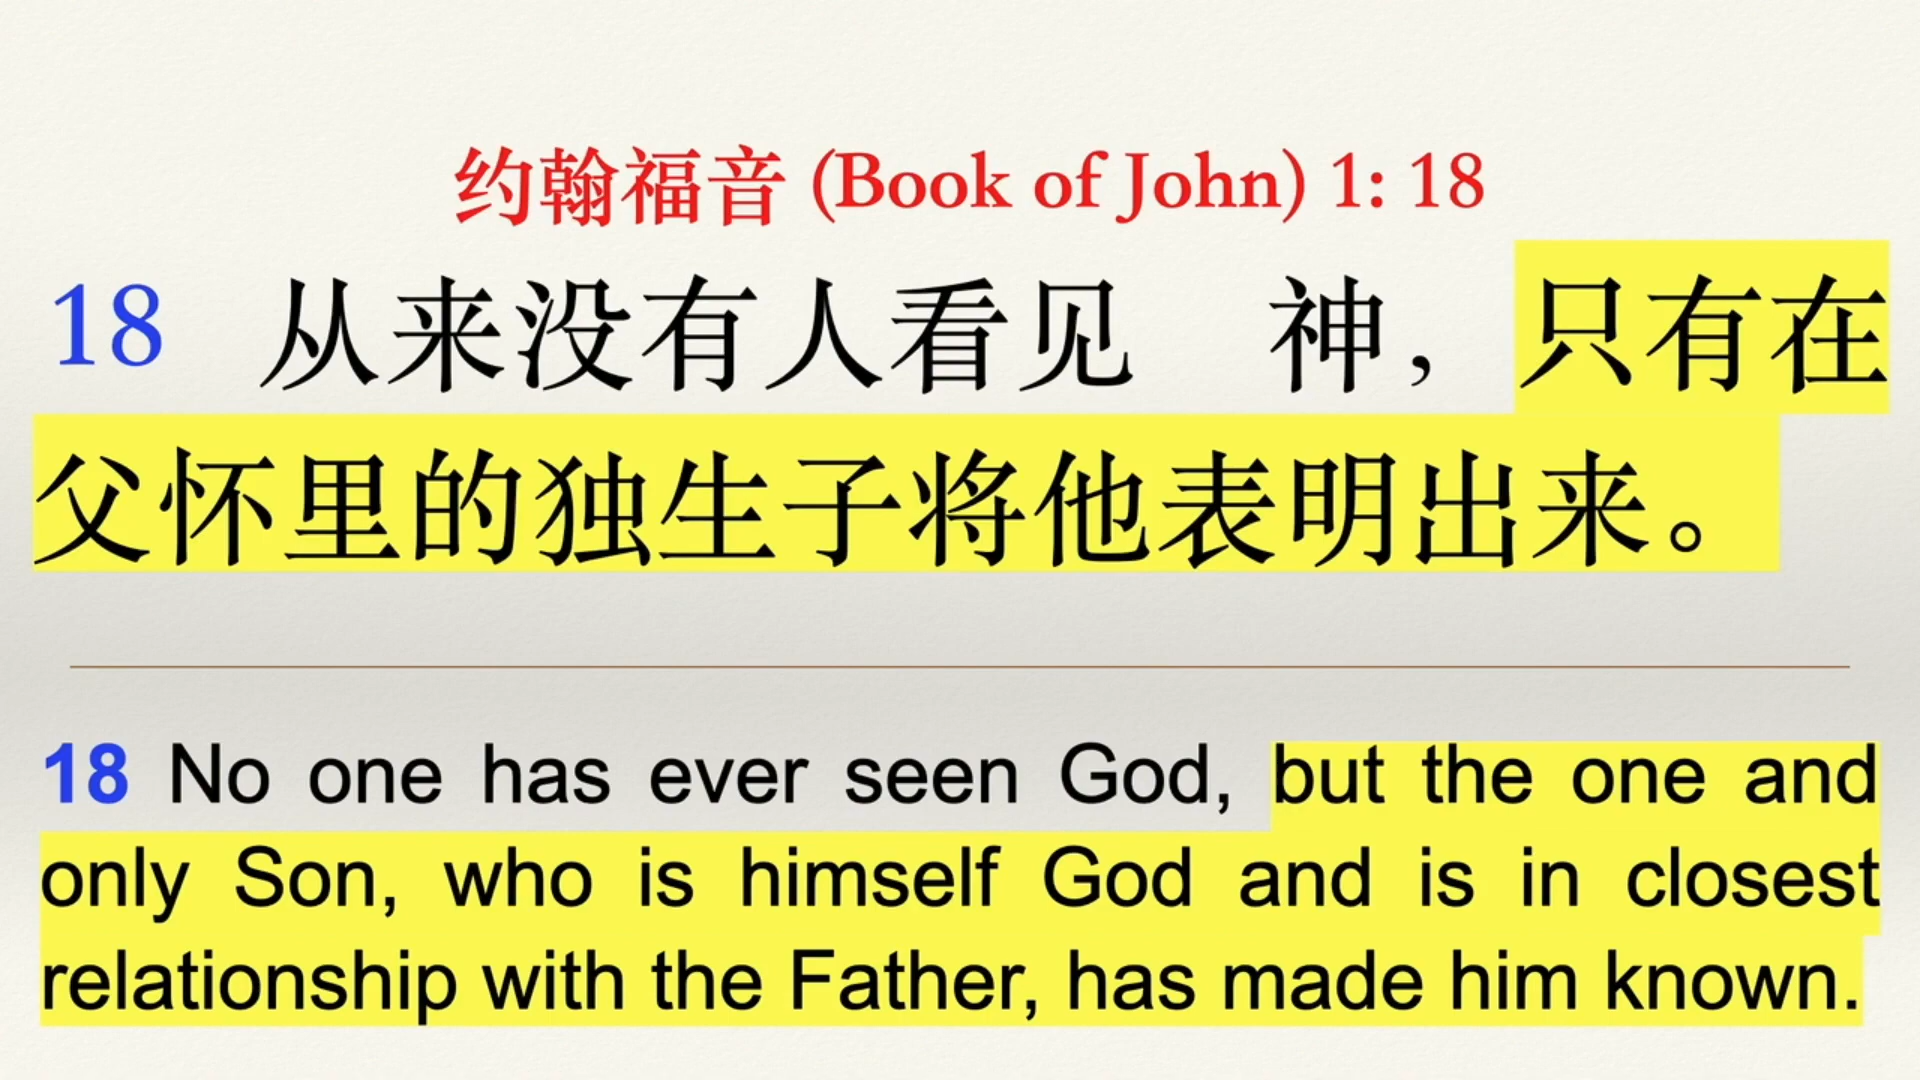 约翰福音 (Book of John) 1: 18
18 从来没有人看见 神，只有在
父怀里的独生子将他表明出来。
18 No one has ever seen God, but the one and
only Son, who is himself God and is in closest
relationship with the Father, has made him known.